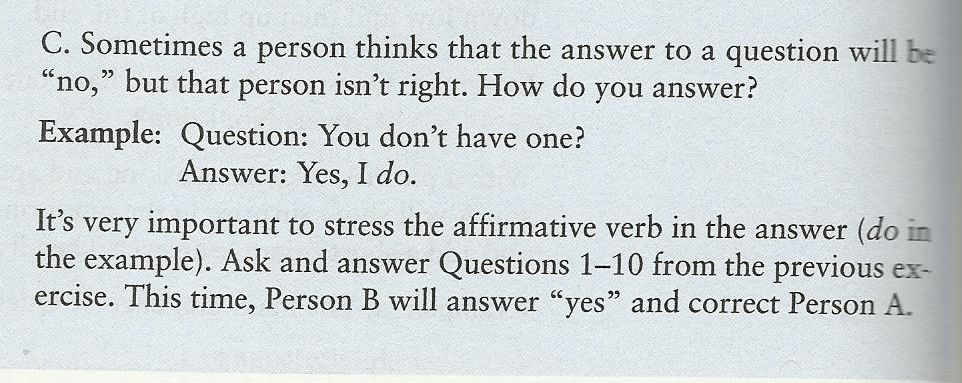 C. Sometimes a person thinks that the answer to a question will be
“no,” but that person isn’t right. How do you answer?
Example: Question: You don’t have one?
Answer: Yes, I do.
It’s very important to stress the affirmative verb in the answer (do in
the example). Ask and answer Questions 1–10 from the previous ex-
ercise. This time, Person B will answer “yes” and correct Person A.